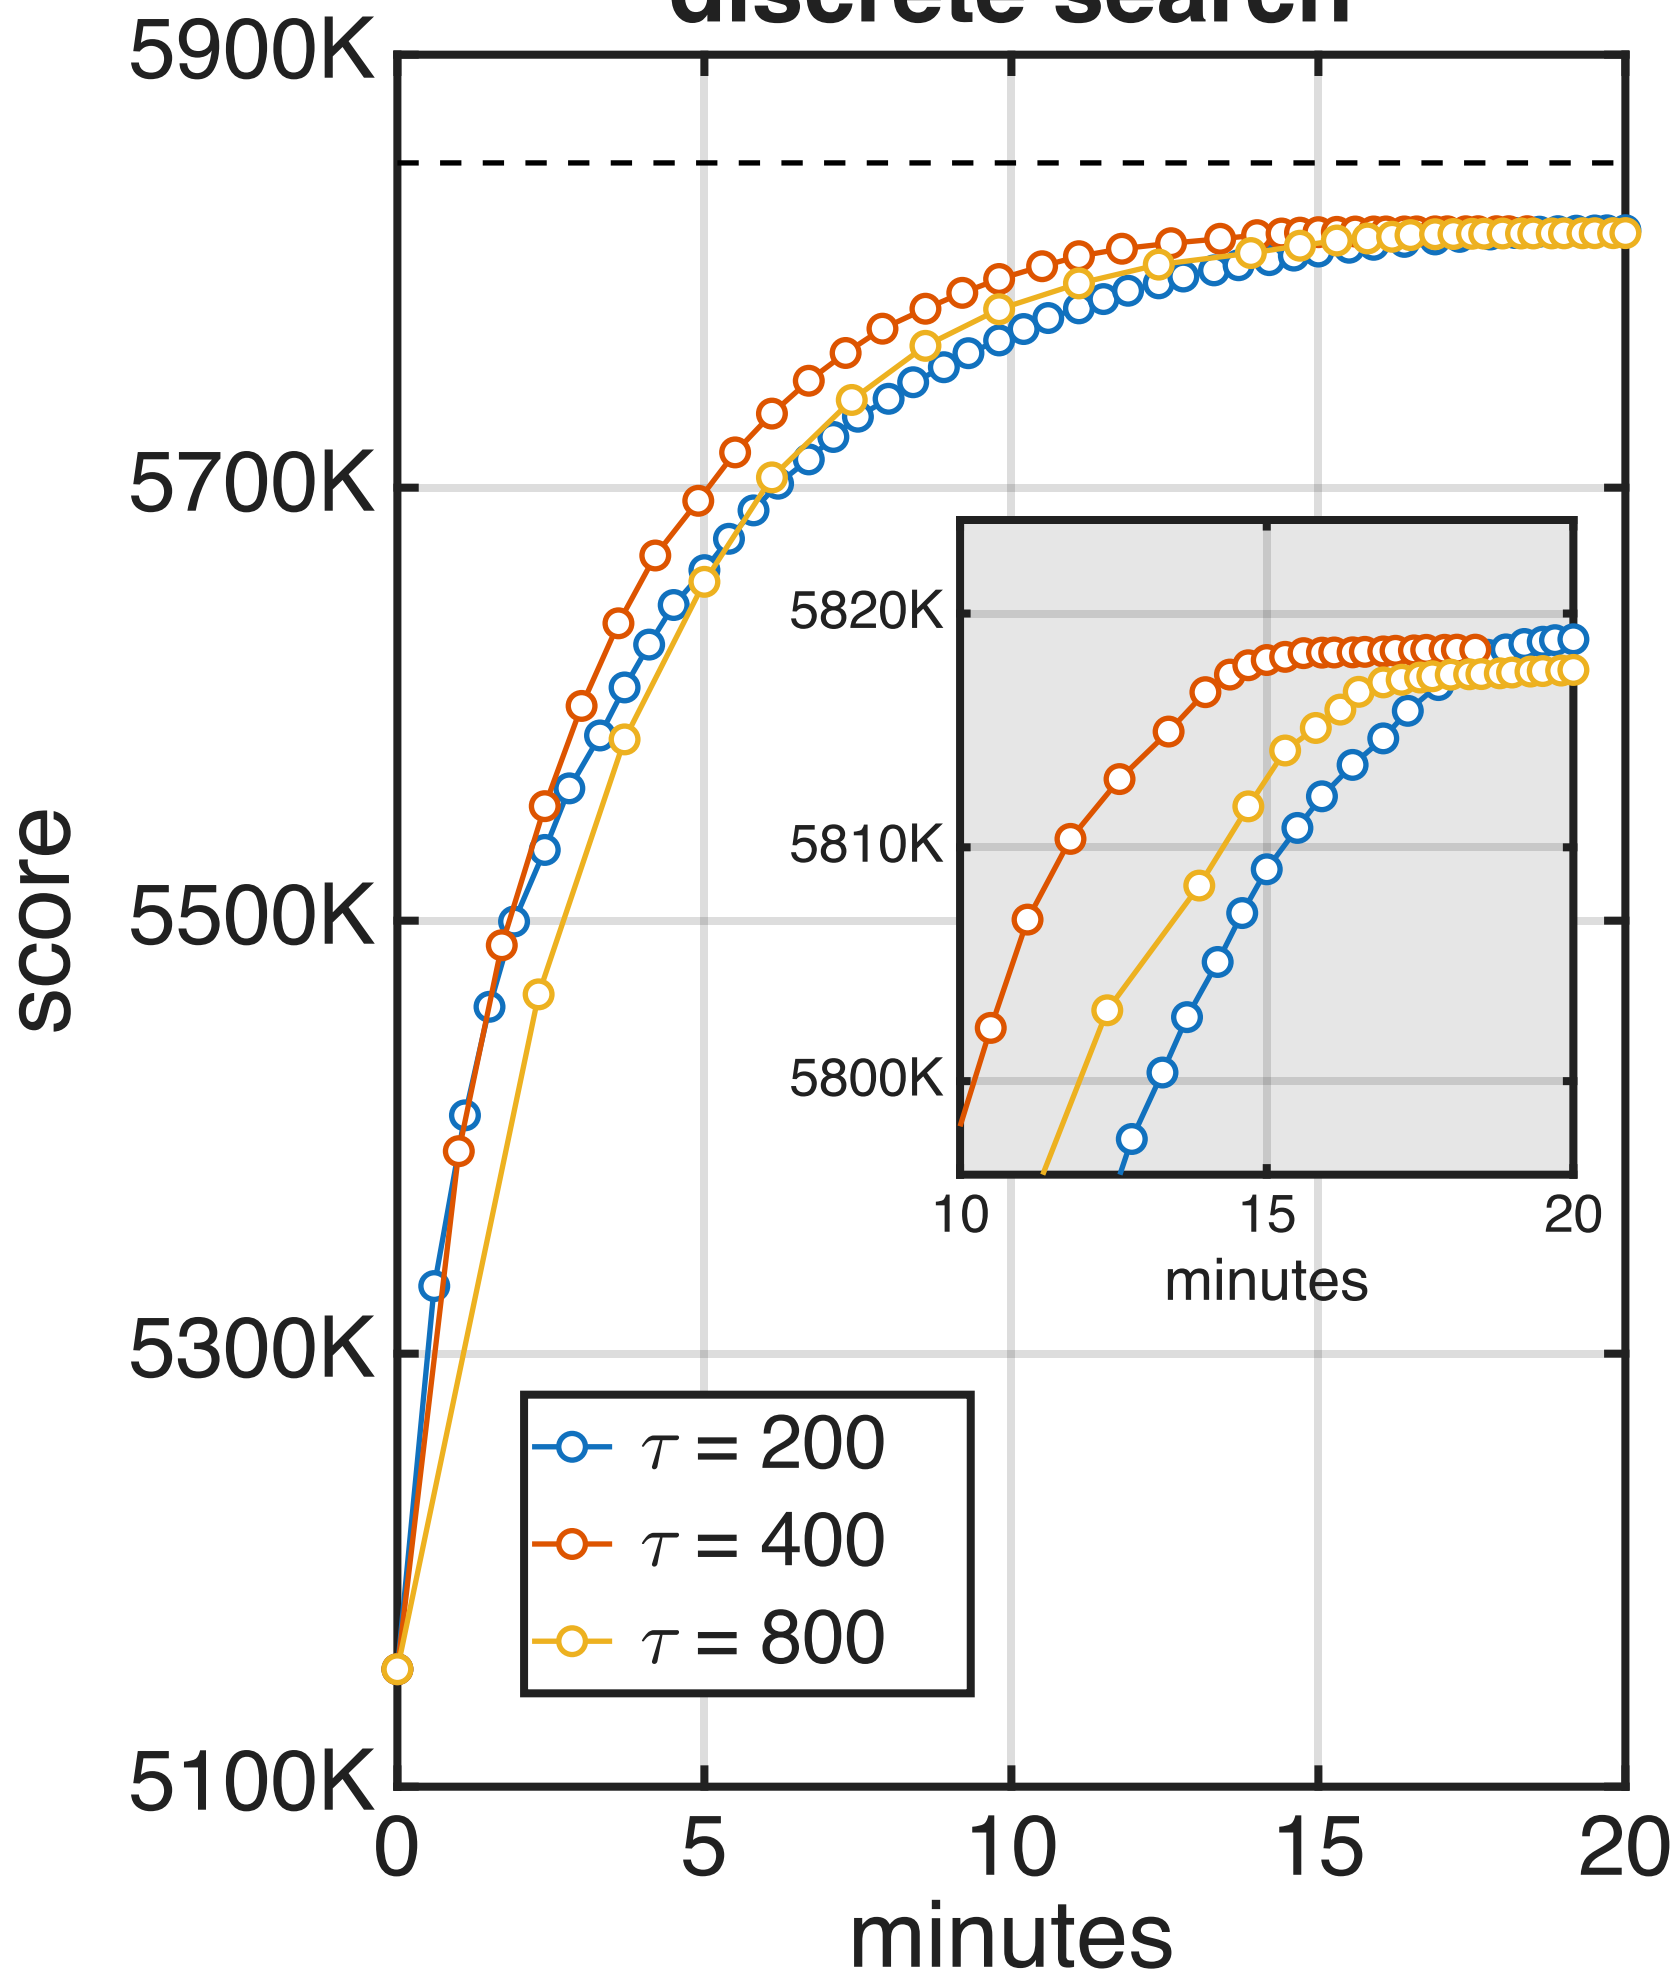 discrete search
5900K
5700K
5500K
5300K
5100K
score
0 5 10 15 20
minutes
5820K
5810K
5800K
10 15 20
minutes
τ = 200
τ = 400
τ = 800